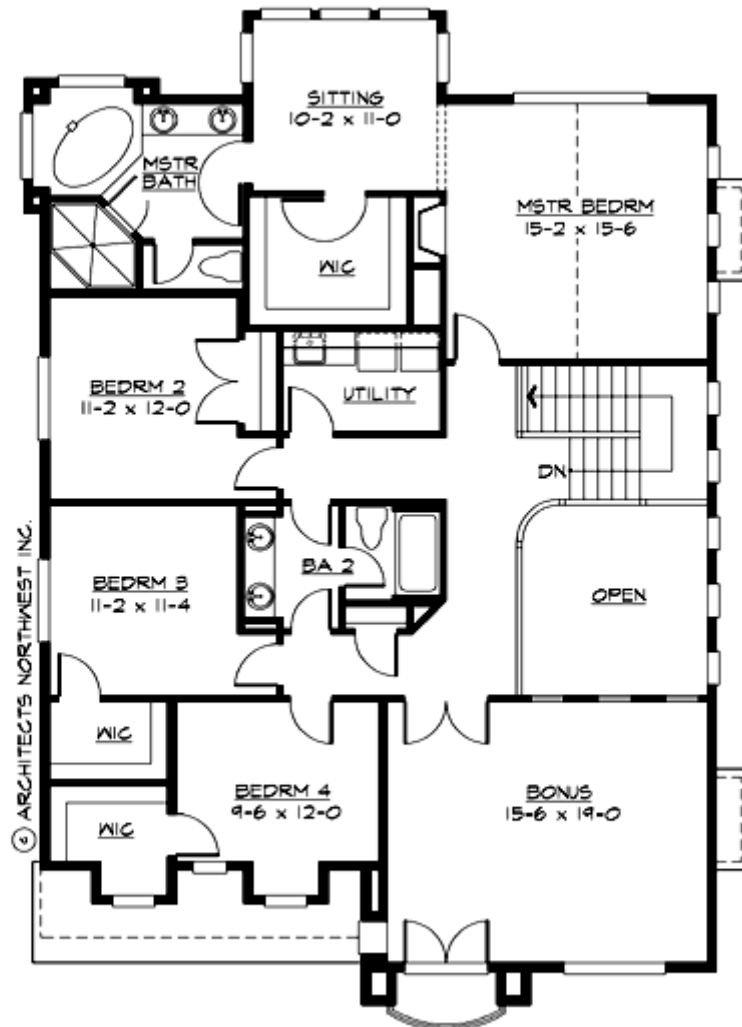 SITTING
10-2 x 11-0
MSTR
BATH
MSTR BEDRM
15-2 x 15-6
WIC
BEDRM 2
11-2 x 12-0
UTILITY
DN
BEDRM 3
11-2 x 11-4
BA 2
OPEN
WIC
BEDRM 4
9-6 x 12-0
BONUS
15-6 x 19-0
WIC
© ARCHITECTS NORTHWEST INC.